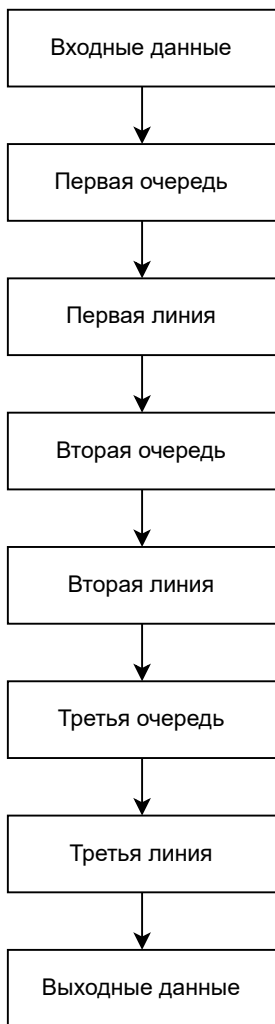 Входные данные
Первая очередь
Первая линия
Вторая очередь
Вторая линия
Третья очередь
Третья линия
Выходные данные